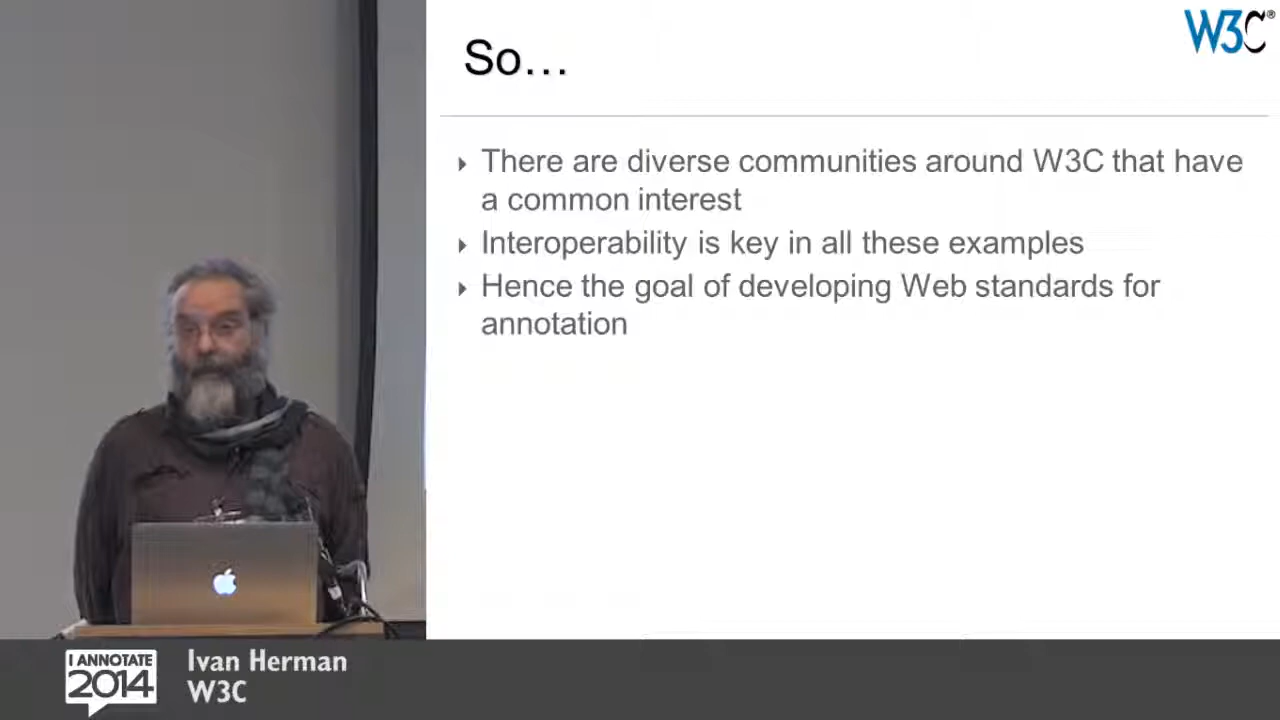 W3C®
So…
There are diverse communities around W3C that have
a common interest
Interoperability is key in all these examples
Hence the goal of developing Web standards for
annotation
I ANNOTATE
2014
Ivan Herman
W3C